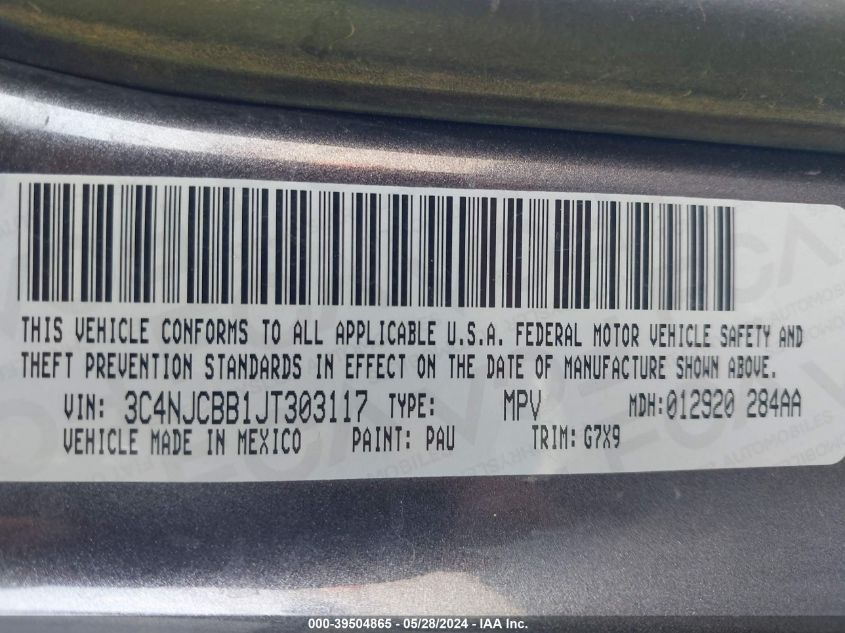 THIS VEHICLE CONFORMS TO ALL APPLICABLE U.S.A. FEDERAL MOTOR VEHICLE SAFETY AND
THEFT PREVENTION STANDARDS IN EFFECT ON THE DATE OF MANUFACTURE SHOWN ABOVE.
VIN: 3C4NJCBB1JT303117 TYPE: MPV MDH:012920 284AA
VEHICLE MADE IN MEXICO PAINT: PAU TRIM: G7X9
000-39504865 - 05/28/2024 - IAAI.com.